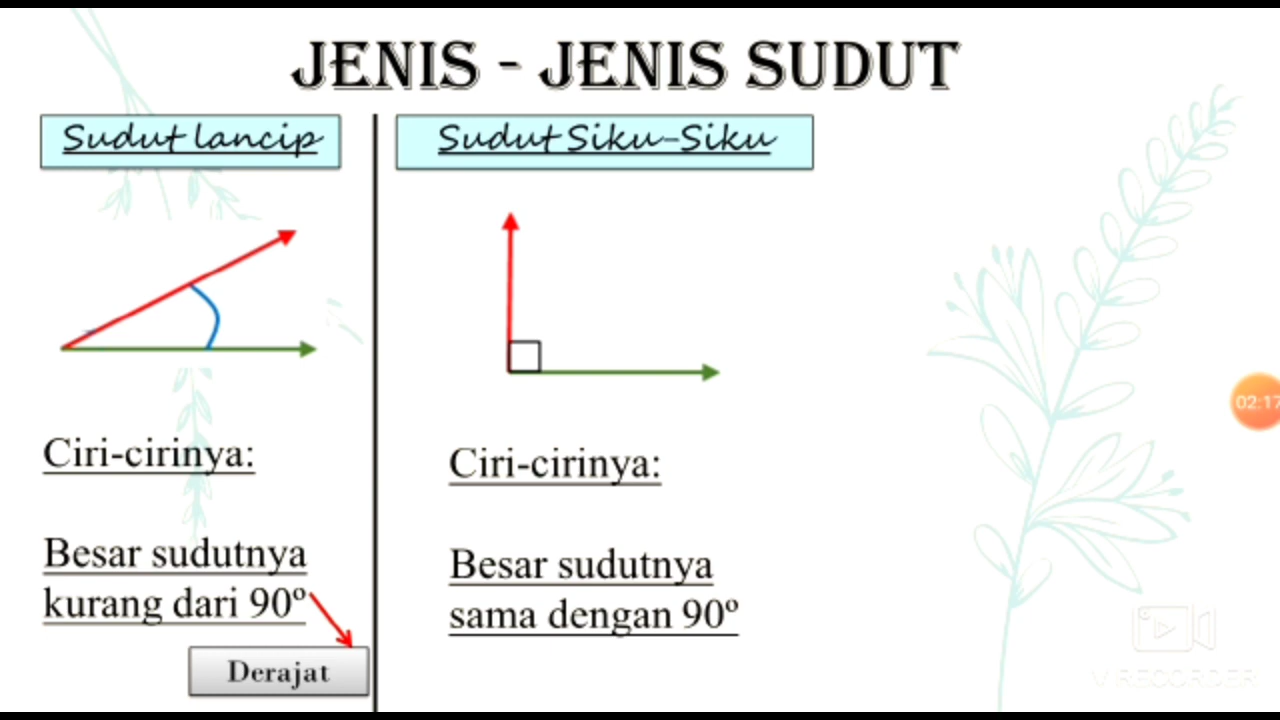 JENIS - JENIS SUDUT
Sudut lancip
Sudut Siku-Siku
Ciri-cirinya:
Besar sudutnya
kurang dari 90º
Derajat
Ciri-cirinya:
Besar sudutnya
sama dengan 90º
02:17
V RECORDER